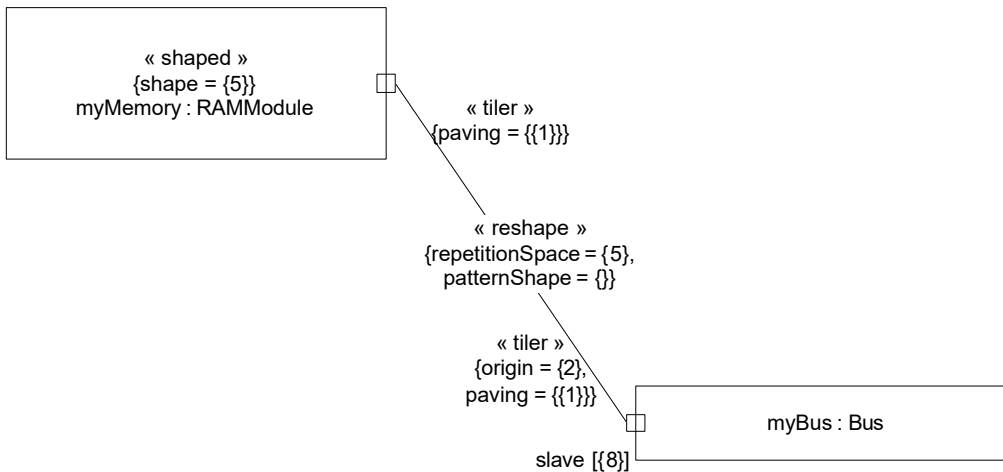 « shaped »
{shape = {5}}
myMemory : RAMModule
« tiler »
{paving = {{1}}}
« reshape »
{repetitionSpace = {5},
patternShape = {}}
« tiler »
{origin = {2},
paving = {{1}}}
myBus : Bus
slave [{8}]